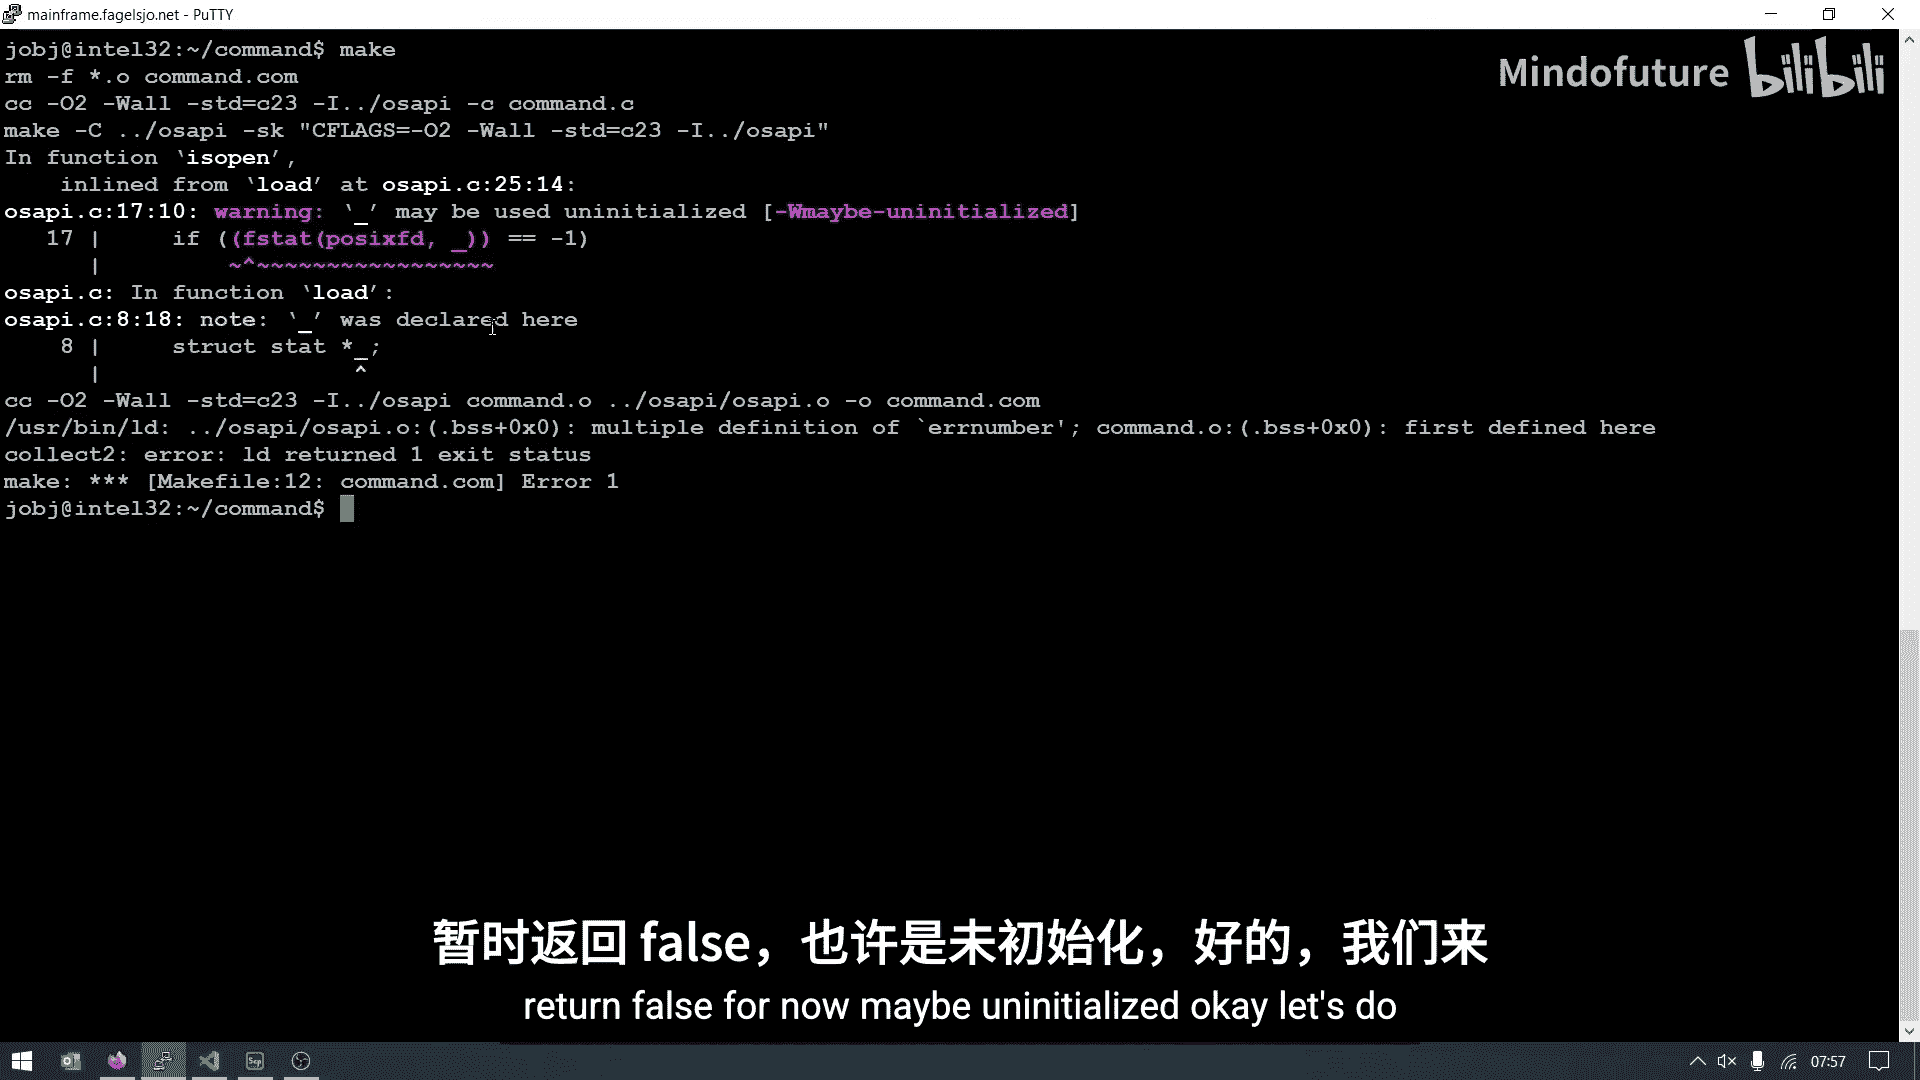 mainframe.fagelsjo.net - PuTTY
jobj@intel32:~/command$ make
rm -f *.o command.com
cc -O2 -Wall -std=c23 -I../osapi -c command.c
make -C ../osapi -sk "CFLAGS=-O2 -Wall -std=c23 -I../osapi"
In function ‘isopen’,
    inlined from ‘load’ at osapi.c:25:14:
osapi.c:17:10: warning: ‘_’ may be used uninitialized [-Wmaybe-uninitialized]
   17 |     if ((fstat(posixfd, _)) == -1)
      |         ~^~~~~~~~~~~~~~~~~~
osapi.c: In function ‘load’:
osapi.c:8:18: note: ‘_’ was declared here
    8 |     struct stat *_;
      |                  ^
cc -O2 -Wall -std=c23 -I../osapi command.o ../osapi/osapi.o -o command.com
/usr/bin/ld: ../osapi/osapi.o:(.bss+0x0): multiple definition of `errnumber'; command.o:(.bss+0x0): first defined here
collect2: error: ld returned 1 exit status
make: *** [Makefile:12: command.com] Error 1
jobj@intel32:~/command$
Mindofuture bilibili
暂时返回 false，也许是未初始化，好的，我们来
return false for now maybe uninitialized okay let's do
07:57